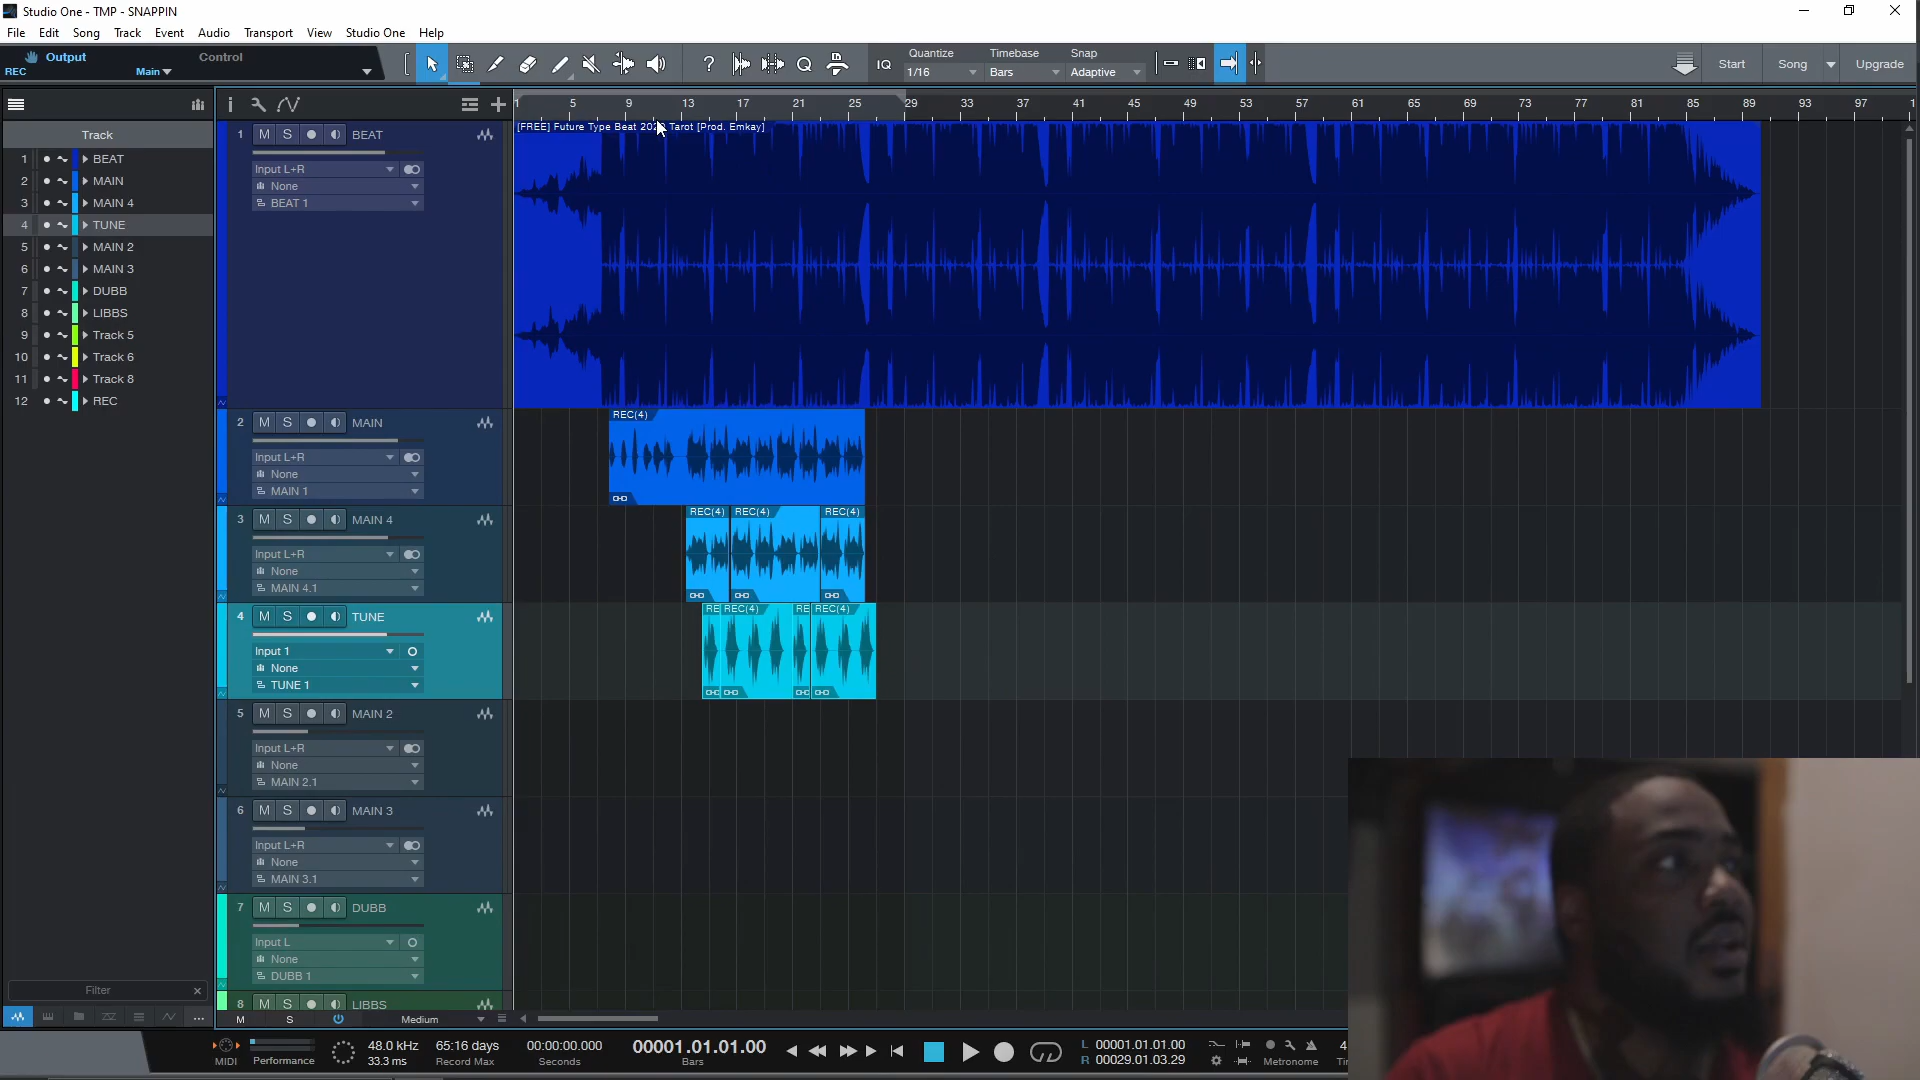 Studio One - TMP - SNAPPIN
File Edit Song Track Event Audio Transport View Studio One Help
Output Control
REC Main
? Q IQ
Quantize Timebase Snap
1/16 Bars Adaptive
Start Song Upgrade
Track
1 BEAT
2 MAIN
3 MAIN 4
4 TUNE
5 MAIN 2
6 MAIN 3
7 DUBB
8 LIBBS
9 Track 5
10 Track 6
11 Track 8
12 REC
Filter
1 5 9 13 17 21 25 29 33 37 41 45 49 53 57 61 65 69 73 77 81 85 89 93 97 1
1 M S BEAT
Input L+R
None
BEAT 1
2 M S MAIN
Input L+R
None
MAIN 1
3 M S MAIN 4
Input L+R
None
MAIN 4.1
4 M S TUNE
Input 1
None
TUNE 1
5 M S MAIN 2
Input L+R
None
MAIN 2.1
6 M S MAIN 3
Input L+R
None
MAIN 3.1
7 M S DUBB
Input L
None
DUBB 1
8 M S LIBBS
M S Medium
Tarot [Prod. Emkay]
[FREE] Future Type Beat
REC(4)
REC(4) REC(4) REC(4)
RE REC(4) RE REC(4)
MIDI Performance
48.0 kHz
33.3 ms
65:16 days
Record Max
00:00:00.000
Seconds
00001.01.01.00
Bars
L 00001.01.01.00
R 00029.01.03.29
Metronome
4